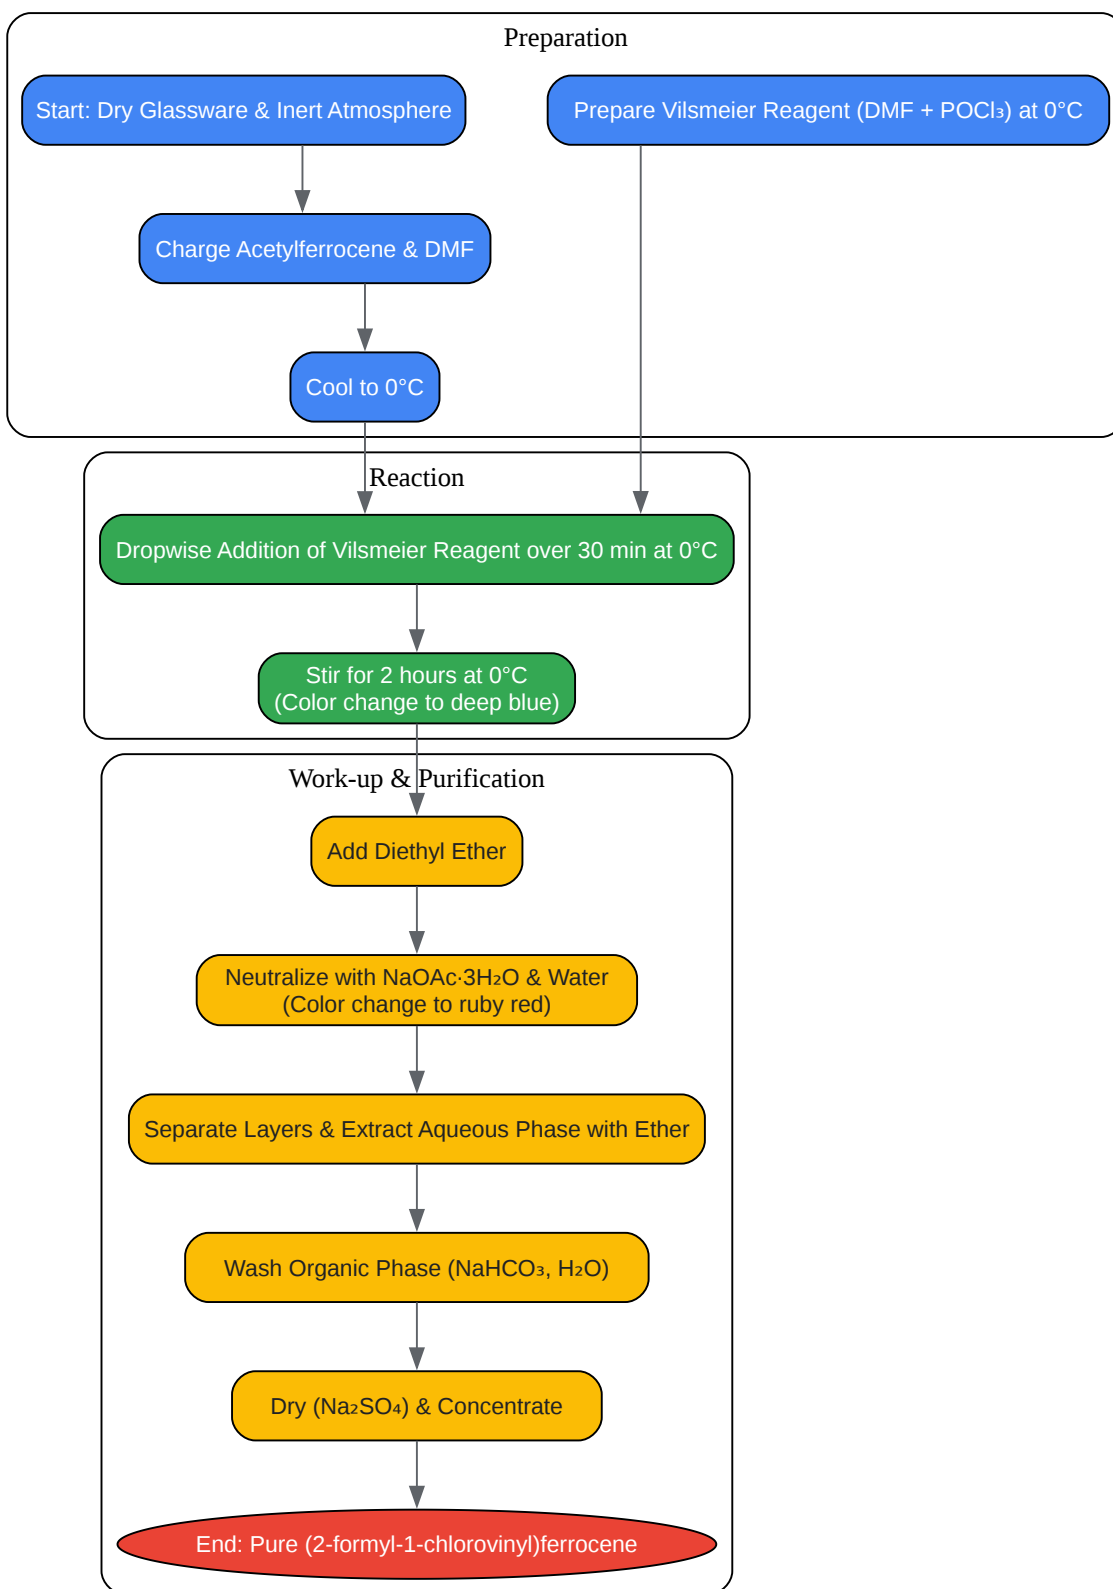 Preparation
Start: Dry Glassware & Inert Atmosphere
Prepare Vilsmeier Reagent (DMF + POCl₃) at 0°C
Charge Acetylferrocene & DMF
Cool to 0°C
Reaction
Dropwise Addition of Vilsmeier Reagent over 30 min at 0°C
Stir for 2 hours at 0°C
(Color change to deep blue)
Work-up & Purification
Add Diethyl Ether
Neutralize with NaOAc·3H₂O & Water
(Color change to ruby red)
Separate Layers & Extract Aqueous Phase with Ether
Wash Organic Phase (NaHCO₃, H₂O)
Dry (Na₂SO₄) & Concentrate
End: Pure (2-formyl-1-chlorovinyl)ferrocene